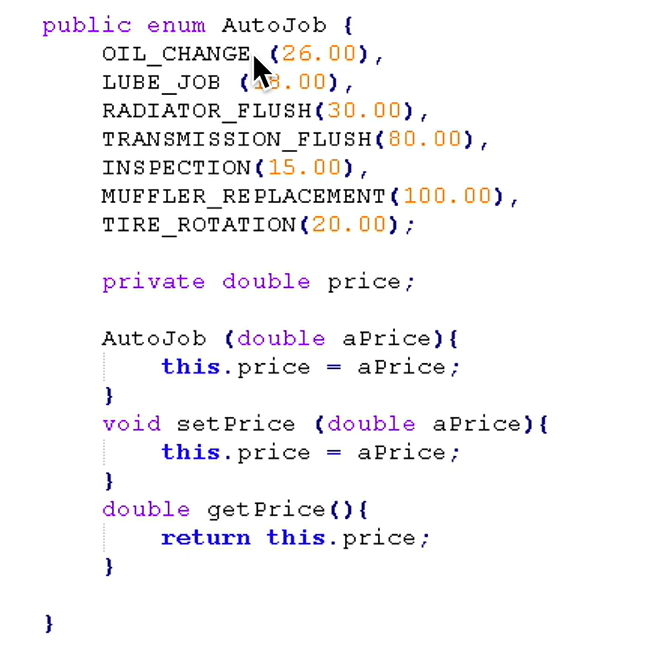 public enum AutoJob {
OIL_CHANGE (26.00),
LUBE_JOB (18.00),
RADIATOR_FLUSH(30.00),
TRANSMISSION_FLUSH(80.00),
INSPECTION(15.00),
MUFFLER_REPLACEMENT(100.00),
TIRE_ROTATION(20.00);
private double price;
AutoJob (double aPrice){
this.price = aPrice;
}
void setPrice (double aPrice){
this.price = aPrice;
}
double getPrice(){
return this.price;
}
}